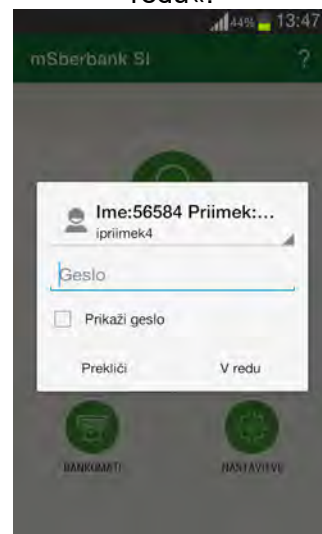 redu«.
44% 13:47
mSberbank SI ?
Ime:56584 Priimek:...
ipriimek4
Geslo
Prikaži geslo
Prekliči V redu
BANKOMATI NASTAVITVE